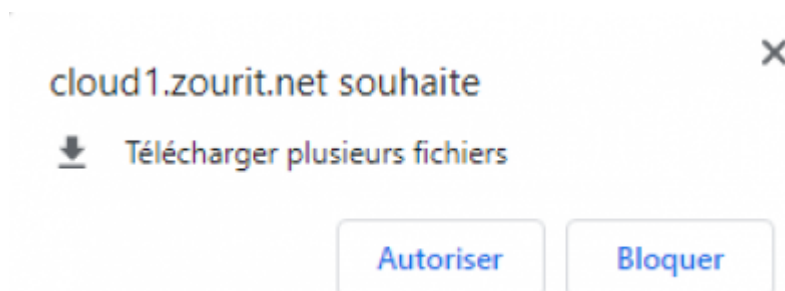 cloud1.zourit.net souhaite
Télécharger plusieurs fichiers
Autoriser Bloquer